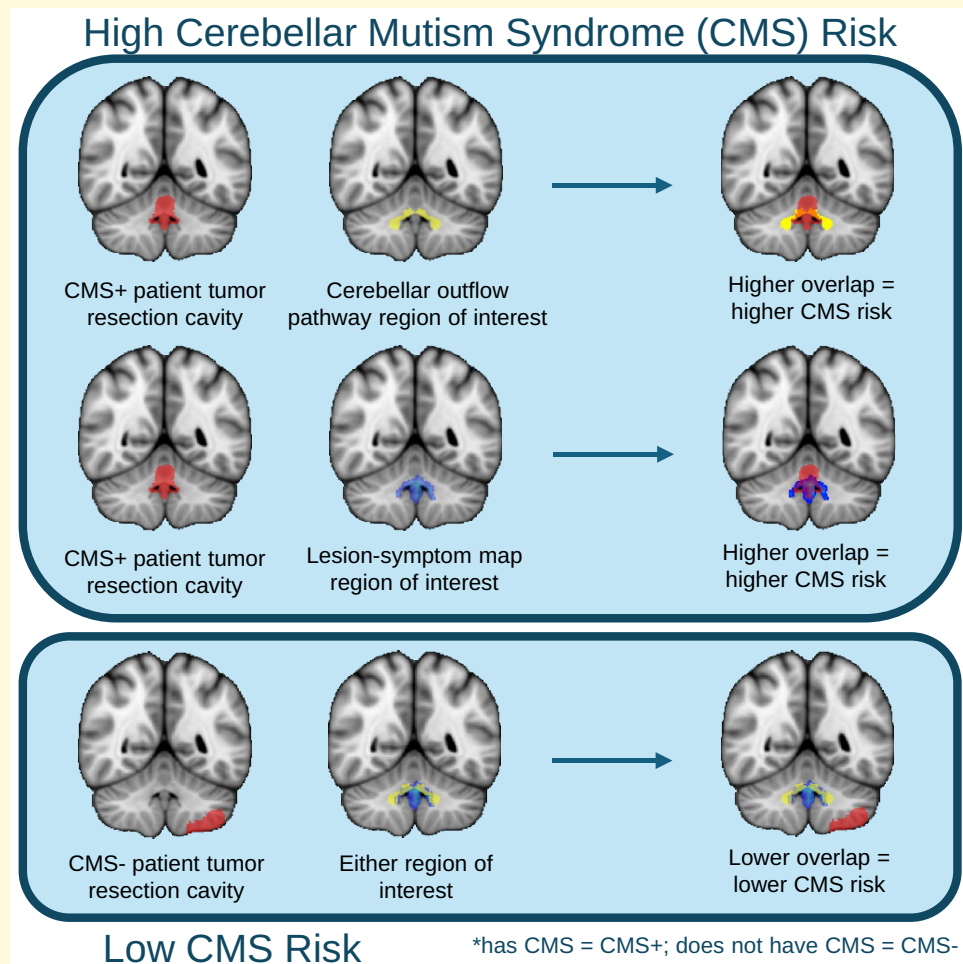 High Cerebellar Mutism Syndrome (CMS) Risk
CMS+ patient tumor
resection cavity
Cerebellar outflow
pathway region of interest
Higher overlap =
higher CMS risk
CMS+ patient tumor
resection cavity
Lesion-symptom map
region of interest
Higher overlap =
higher CMS risk
CMS- patient tumor
resection cavity
Either region of
interest
Lower overlap =
lower CMS risk
Low CMS Risk
*has CMS = CMS+; does not have CMS = CMS-